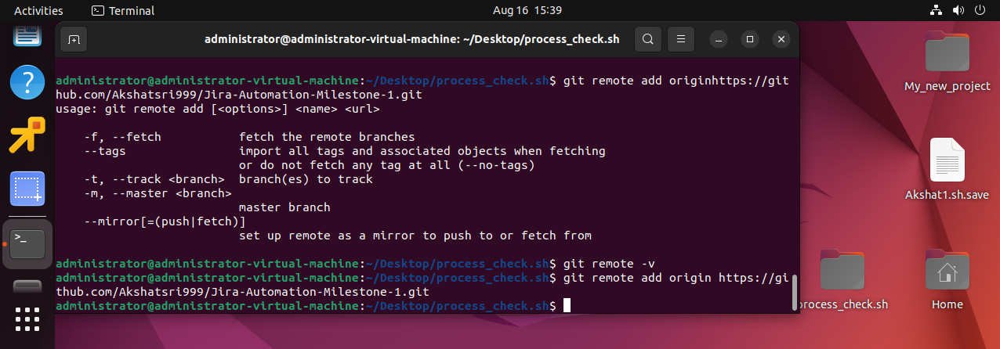 Activities
Terminal
Aug 16 15:39
administrator@administrator-virtual-machine: ~/Desktop/process_check.sh
administrator@administrator-virtual-machine:~/Desktop/process_check.sh$ git remote add originhttps://git
hub.com/Akshatsri999/Jira-Automation-Milestone-1.git
usage: git remote add [<options>] <name> <url>
-f, --fetch fetch the remote branches
--tags import all tags and associated objects when fetching
or do not fetch any tag at all (--no-tags)
-t, --track <branch> branch(es) to track
-m, --master <branch>
master branch
--mirror[=(push|fetch)]
set up remote as a mirror to push to or fetch from
administrator@administrator-virtual-machine:~/Desktop/process_check.sh$ git remote -v
administrator@administrator-virtual-machine:~/Desktop/process_check.sh$ git remote add origin https://gi
thub.com/Akshatsri999/Jira-Automation-Milestone-1.git
administrator@administrator-virtual-machine:~/Desktop/process_check.sh$
My_new_project
Akshat1.sh.save
process_check.sh
Home